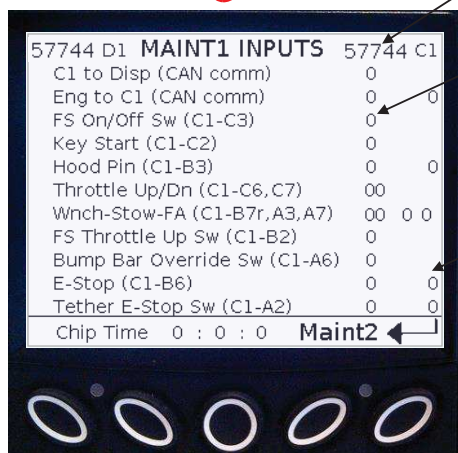 57744 D1 MAINT1 INPUTS 57744 C1
C1 to Disp (CAN comm) 0
Eng to C1 (CAN comm) 0 0
FS On/Off Sw (C1-C3) 0
Key Start (C1-C2) 0
Hood Pin (C1-B3) 0 0
Throttle Up/Dn (C1-C6,C7) 00
Wnch-Stow-FA (C1-B7r,A3,A7) 00 0 0
FS Throttle Up Sw (C1-B2) 0
Bump Bar Override Sw (C1-A6) 0
E-Stop (C1-B6) 0 0
Tether E-Stop Sw (C1-A2) 0 0
Chip Time 0 : 0 : 0 Maint2